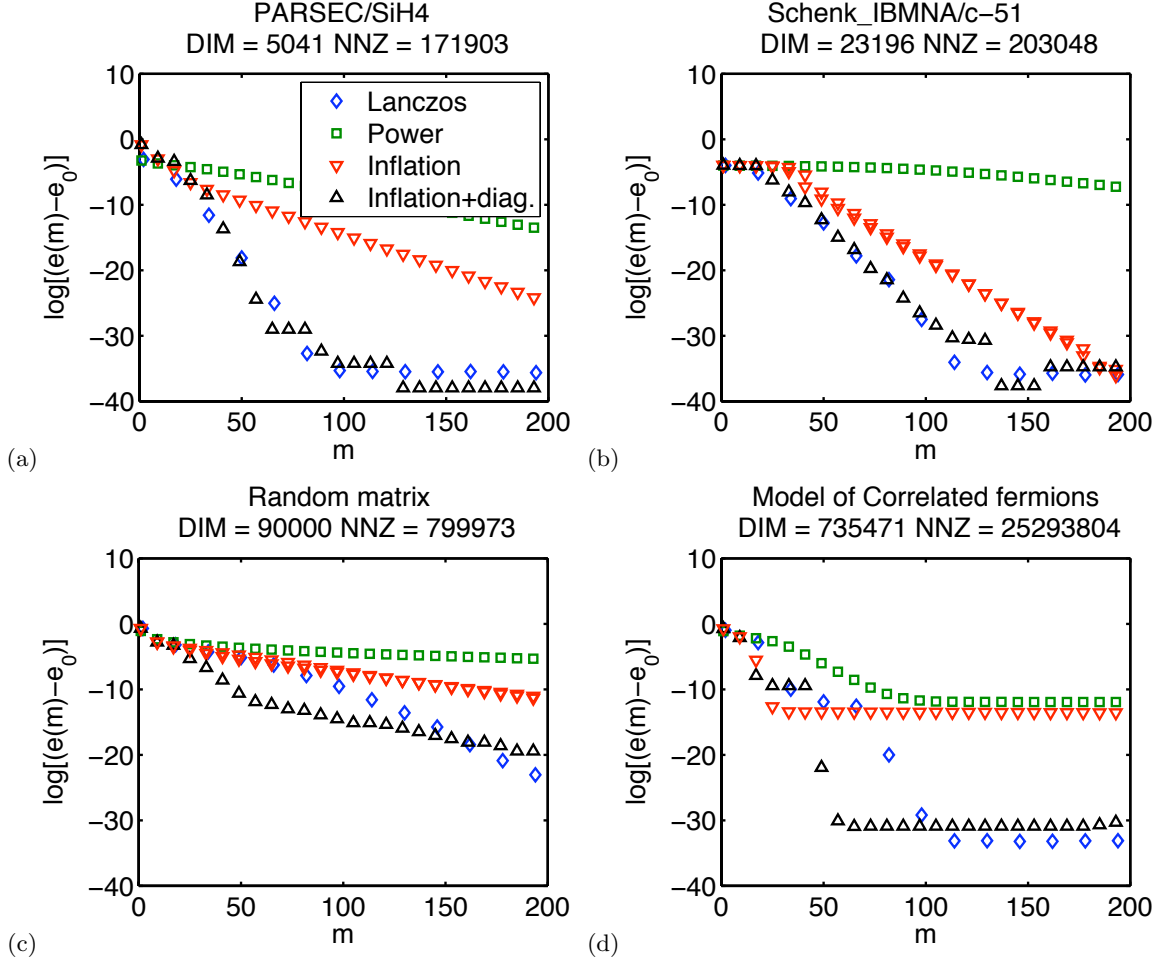 PARSEC/SiH4
DIM = 5041 NNZ = 171903
10
0
−10
−20
−30
−40
log[(e(m)−e0)]
0
50
100
150
200
m
Lanczos
Power
Inflation
Inflation+diag.
(a)
Schenk_IBMNA/c−51
DIM = 23196 NNZ = 203048
10
0
−10
−20
−30
−40
log[(e(m)−e0)]
0
50
100
150
200
m
(b)
Random matrix
DIM = 90000 NNZ = 799973
10
0
−10
−20
−30
−40
log[(e(m)−e0)]
0
50
100
150
200
m
(c)
Model of Correlated fermions
DIM = 735471 NNZ = 25293804
10
0
−10
−20
−30
−40
log[(e(m)−e0)]
0
50
100
150
200
m
(d)